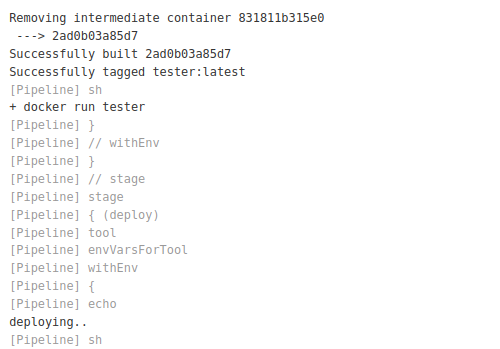 Removing intermediate container 831811b315e0
 ---> 2ad0b03a85d7
Successfully built 2ad0b03a85d7
Successfully tagged tester:latest
[Pipeline] sh
+ docker run tester
[Pipeline] }
[Pipeline] // withEnv
[Pipeline] }
[Pipeline] // stage
[Pipeline] stage
[Pipeline] { (deploy)
[Pipeline] tool
[Pipeline] envVarsForTool
[Pipeline] withEnv
[Pipeline] {
[Pipeline] echo
deploying..
[Pipeline] sh